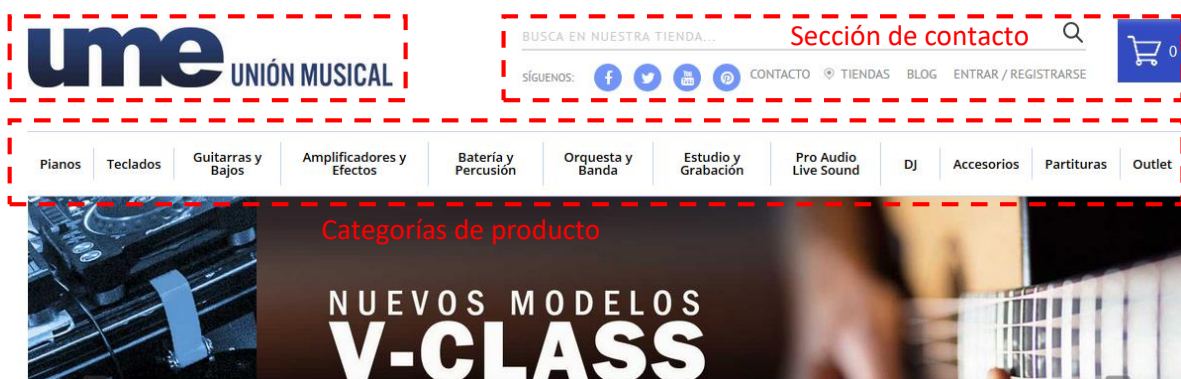 ume UNIÓN MUSICAL
BUSCA EN NUESTRA TIENDA...
Sección de contacto
0
SÍGUENOS:
You Tube
CONTACTO TIENDAS BLOG ENTRAR / REGISTRARSE
Pianos
Teclados
Guitarras y
Bajos
Amplificadores y
Efectos
Batería y
Percusión
Orquesta y
Banda
Estudio y
Grabación
Pro Audio
Live Sound
DJ
Accesorios
Partituras
Outlet
Categorías de producto
NUEVOS MODELOS
V-CLASS